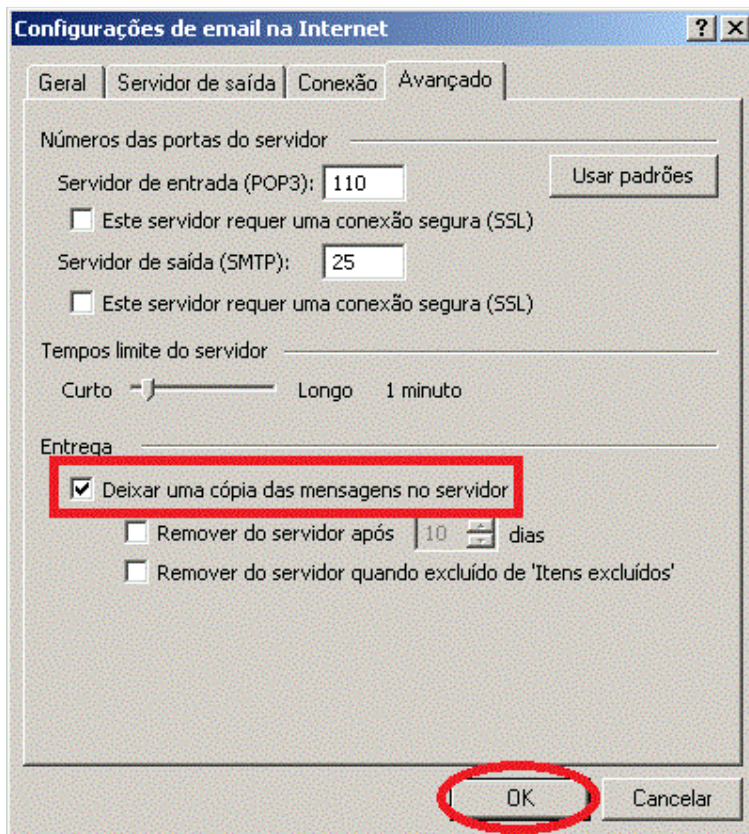 Configurações de email na Internet
Geral Servidor de saída Conexão Avançado
Números das portas do servidor
Servidor de entrada (POP3): 110 Usar padrões
Este servidor requer uma conexão segura (SSL)
Servidor de saída (SMTP): 25
Este servidor requer uma conexão segura (SSL)
Tempos limite do servidor
Curto Longo 1 minuto
Entrega
Deixar uma cópia das mensagens no servidor
Remover do servidor após 10 dias
Remover do servidor quando excluído de 'Itens excluídos'
OK Cancelar